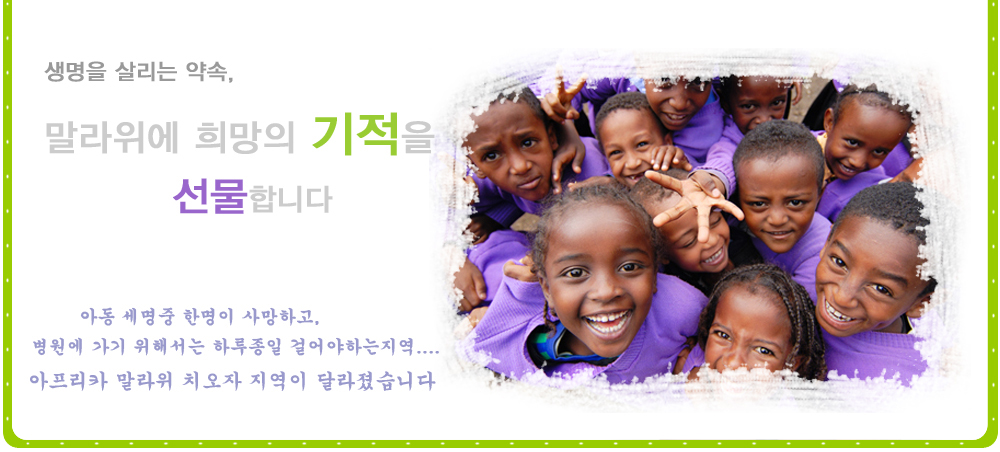 생명을 살리는 약속,
말라위에 희망의 기적을
선물합니다
아동 세명중 한명이 사망하고,
병원에 가기 위해서는 하루종일 걸어야하는지역....
아프리카 말라위 치오자 지역이 달라졌습니다